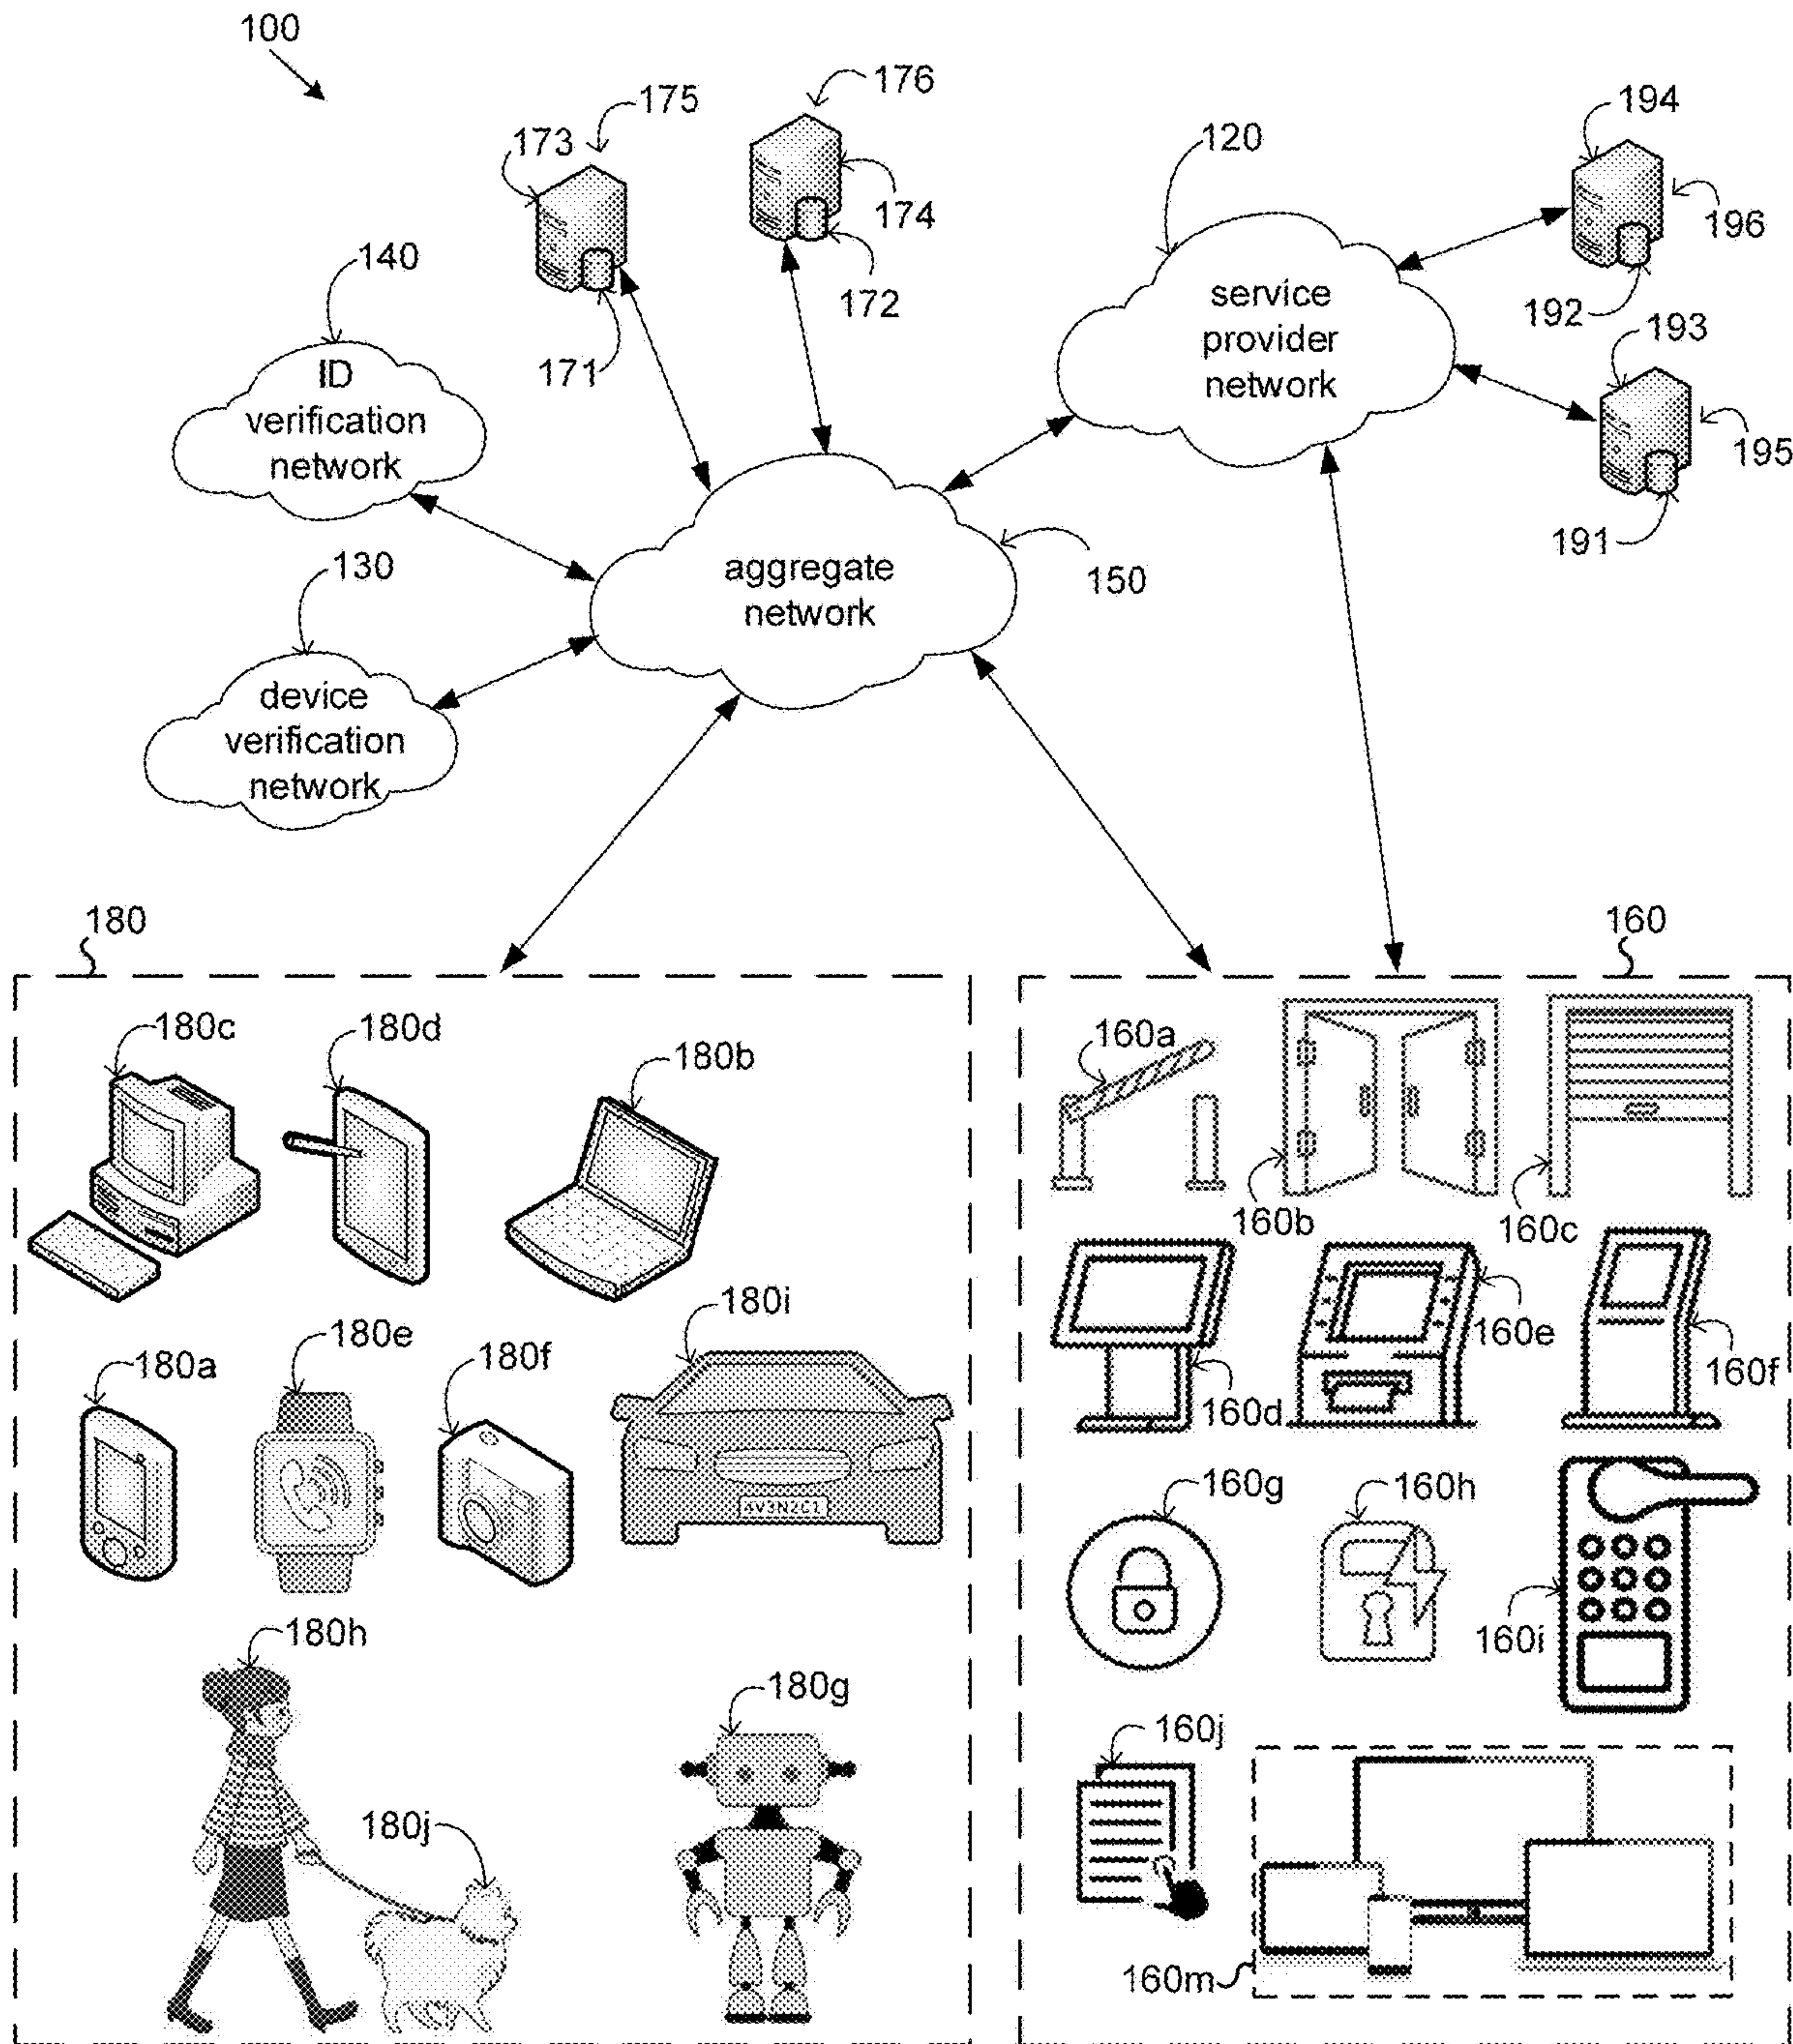 100
175
176
173
174
172
171
194
120
196
192
193
195
191
140
ID
verification
network
service
provider
network
130
aggregate
network
150
device
verification
network
180
160
180c
180d
180b
160a
160b
160c
180i
180e
180f
180a
160e
160f
160d
160g
160h
160i
180h
180g
180j
160j
160m